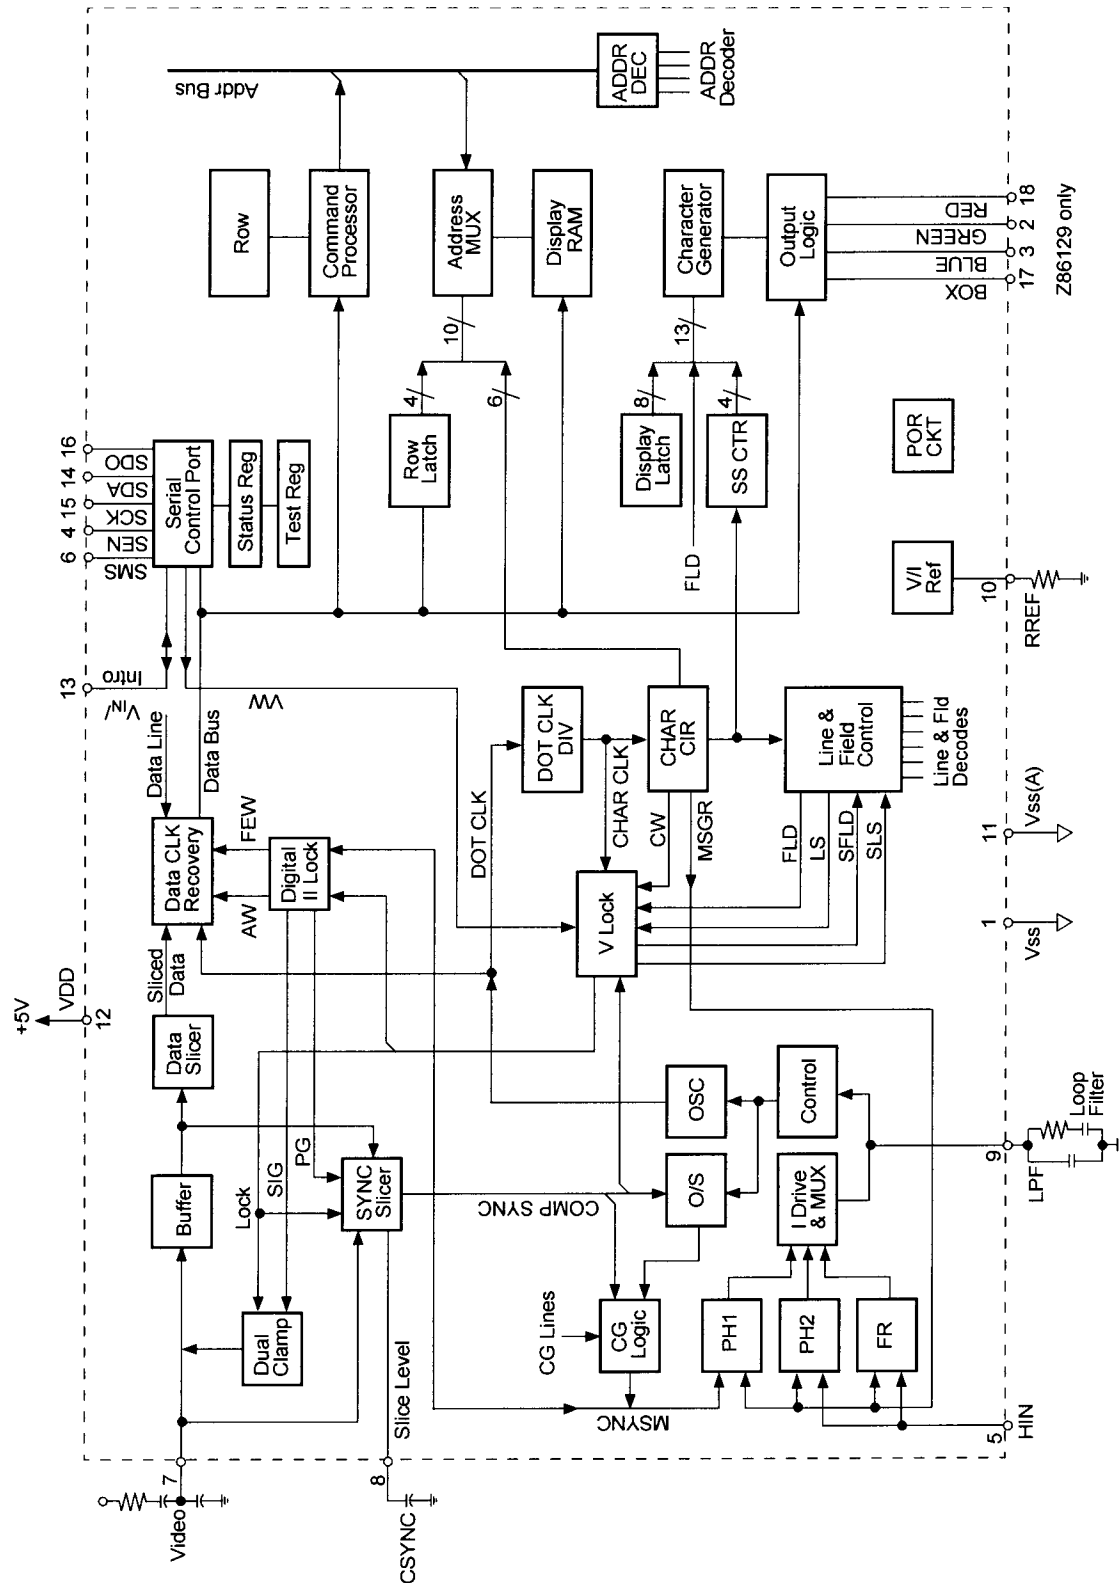 Addr Bus
ADDR
DEC
ADDR
Decoder
Row
Command
Processor
Address
MUX
Display
RAM
Character
Generator
Output
Logic
RED
GREEN
BLUE
BOX
18
2
3
17
Z86129 only
10
4
6
13
8
4
16
14
15
4
6
SDO
SDA
SCK
SEN
SMS
Serial
Control Port
Status Reg
Test Reg
Row
Latch
Display
Latch
SS CTR
FLD
POR
CKT
V/I
Ref
10
RREF
13
VIN/
Intro
VW
Data Line
Data Bus
Data CLK
Recovery
FEW
AW
Digital
II Lock
DOT CLK
DOT CLK
DIV
CHAR CLK
CHAR
CIR
CW
MSGR
V Lock
Line &
Field
Control
FLD
LS
SFLD
SLS
Line & Fld
Decodes
11
Vss(A)
1
Vss
+5V
VDD
12
Sliced
Data
Data
Slicer
Buffer
Lock
SIG
PG
SYNC
Slicer
Dual
Clamp
COMP SYNC
OSC
O/S
Control
I Drive
& MUX
CG Lines
CG
Logic
PH1
PH2
FR
MSYNC
Slice Level
9
LPF
Loop
Filter
5
HIN
7
Video
8
CSYNC